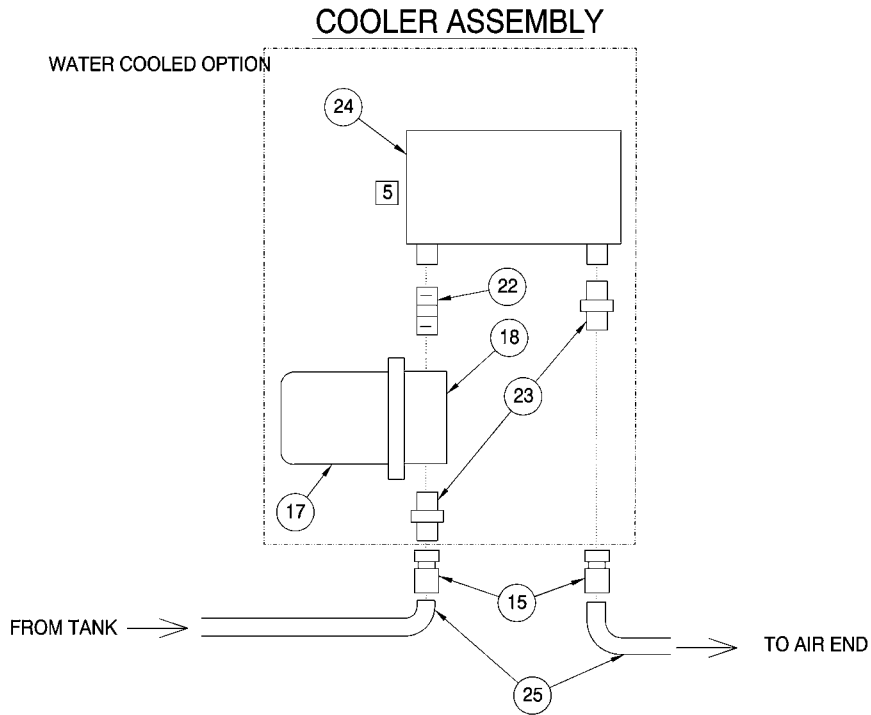 COOLER ASSEMBLY
WATER COOLED OPTION
24
5
22
18
23
17
15
FROM TANK
TO AIR END
25